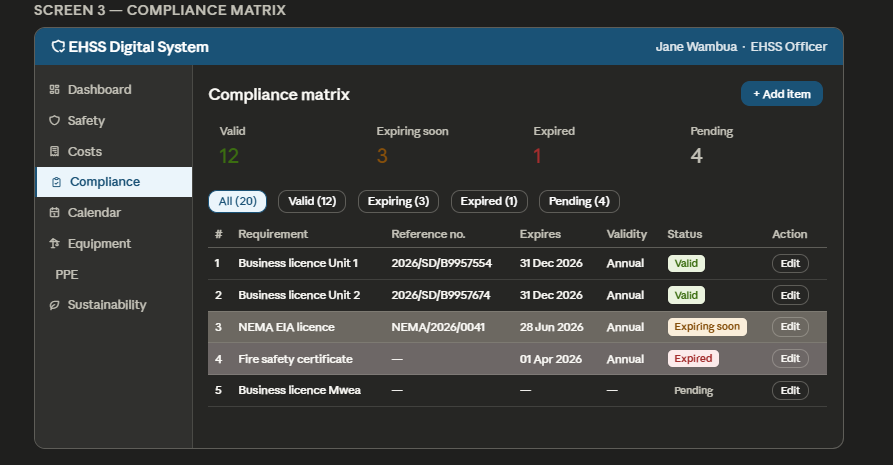 SCREEN 3 — COMPLIANCE MATRIX
EHSS Digital System
Jane Wambua · EHSS Officer
Dashboard
Safety
Costs
Compliance
Calendar
Equipment
PPE
Sustainability
Compliance matrix
+ Add item
Valid Expiring soon Expired Pending
12 3 1 4
All (20) Valid (12) Expiring (3) Expired (1) Pending (4)
# Requirement Reference no. Expires Validity Status Action
1 Business licence Unit 1 2026/SD/B9957554 31 Dec 2026 Annual Valid Edit
2 Business licence Unit 2 2026/SD/B9957674 31 Dec 2026 Annual Valid Edit
3 NEMA EIA licence NEMA/2026/0041 28 Jun 2026 Annual Expiring soon Edit
4 Fire safety certificate — 01 Apr 2026 Annual Expired Edit
5 Business licence Mwea — — — Pending Edit